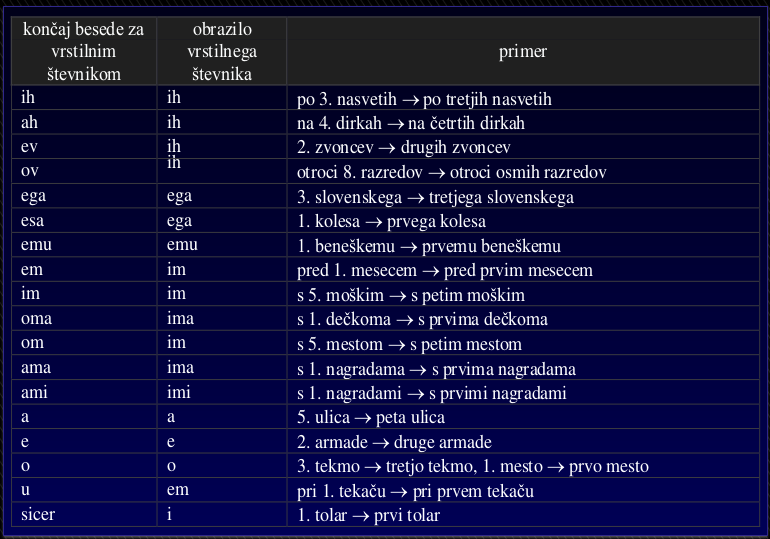 končaj besede za vrstilnim števnikom | obrazilo vrstilnega števnika | primer
ih ih po 3. nasvetih → po tretjih nasvetih
ah ih na 4. dirkah → na četrtih dirkah
ev ih 2. zvoncev → drugih zvoncev
ov ih otroci 8. razredov → otroci osmih razredov
ega ega 3. slovenskega → tretjega slovenskega
esa ega 1. kolesa → prvega kolesa
emu emu 1. beneškemu → prvemu beneškemu
em im pred 1. mesecem → pred prvim mesecem
im im s 5. moškim → s petim moškim
oma ima s 1. dečkoma → s prvima dečkoma
om im s 5. mestom → s petim mestom
ama ima s 1. nagradama → s prvima nagradama
ami imi s 1. nagradami → s prvimi nagradami
a a 5. ulica → peta ulica
e e 2. armade → druge armade
o o 3. tekmo → tretjo tekmo, 1. mesto → prvo mesto
u em pri 1. tekaču → pri prvem tekaču
sicer i 1. tolar → prvi tolar